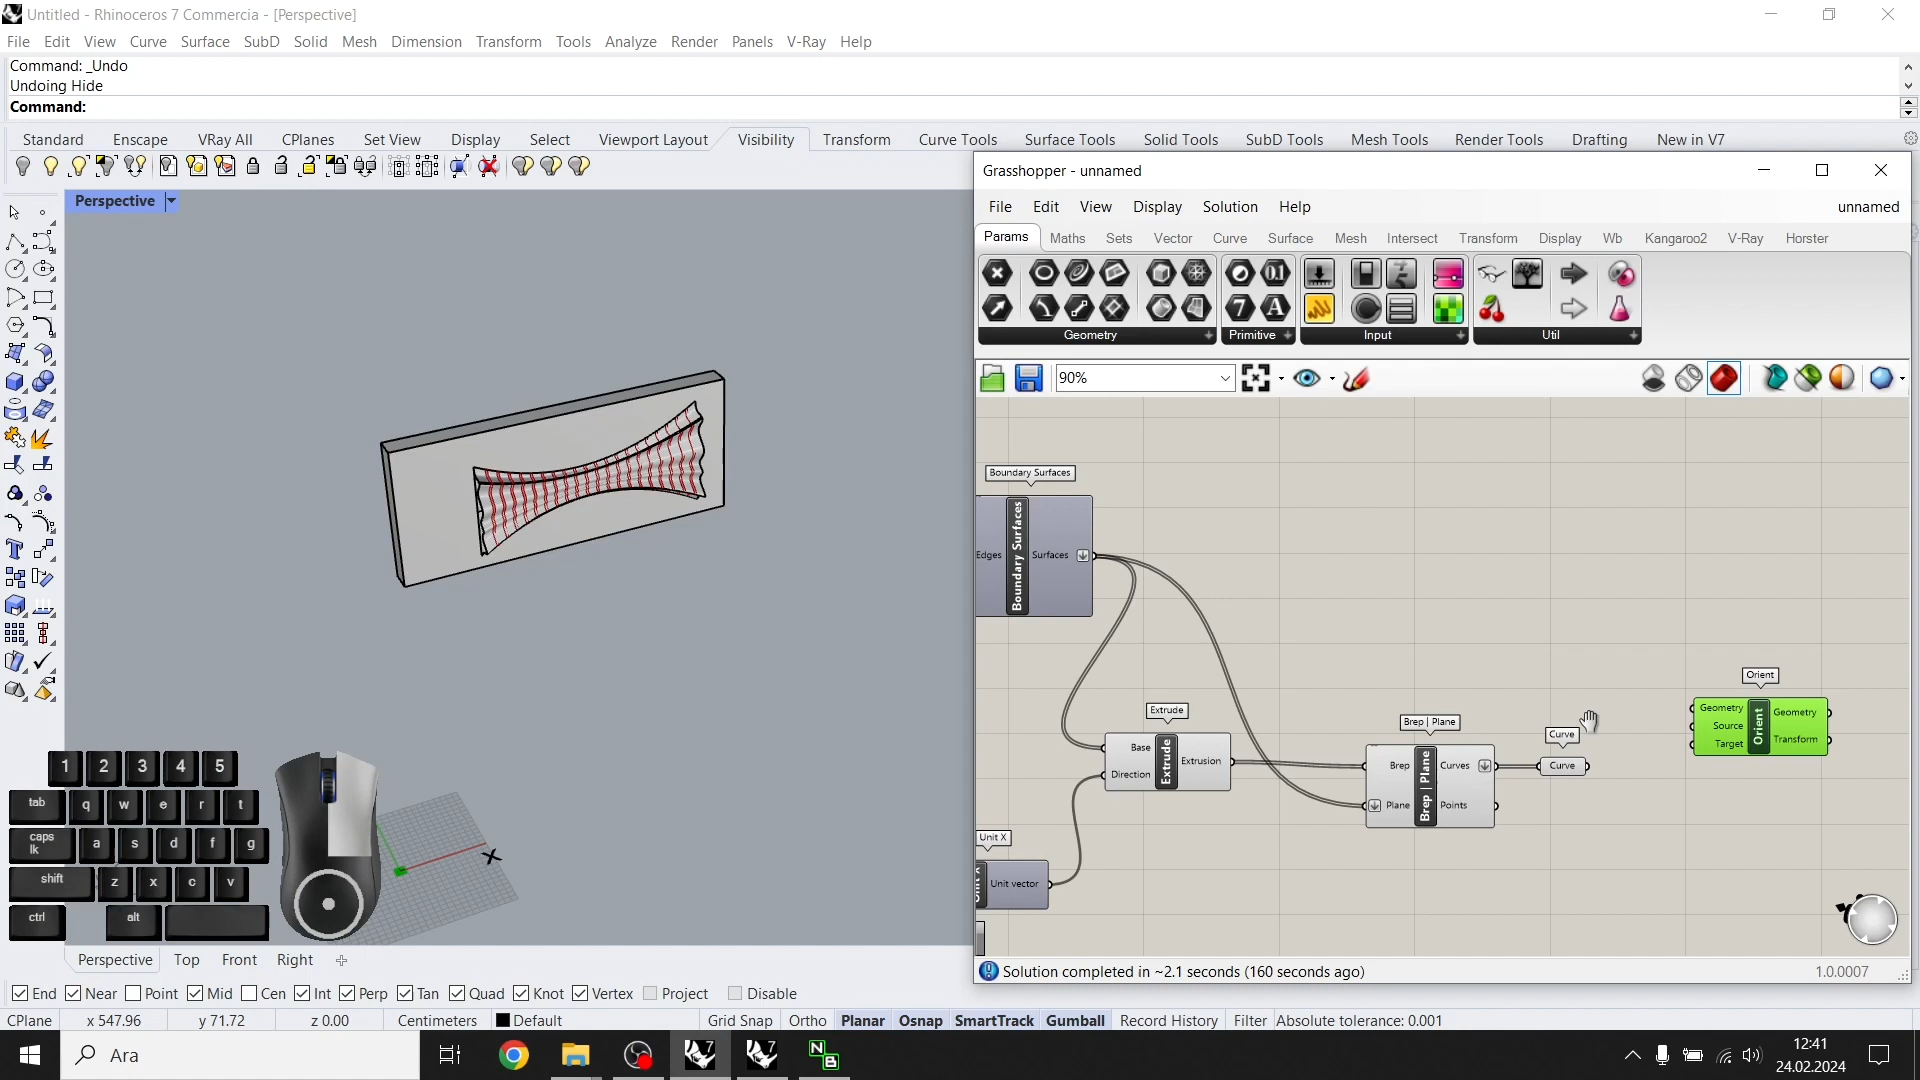 Untitled - Rhinoceros 7 Commercia - [Perspective]
File Edit View Curve Surface SubD Solid Mesh Dimension Transform Tools Analyze Render Panels V-Ray Help
Command: _Undo
Undoing Hide
Command:
Standard Enscape VRay All CPlanes Set View Display Select Viewport Layout Visibility Transform Curve Tools Surface Tools Solid Tools SubD Tools Mesh Tools Render Tools Drafting New in V7
Perspective
Grasshopper - unnamed
File Edit View Display Solution Help unnamed
Params Maths Sets Vector Curve Surface Mesh Intersect Transform Display Wb Kangaroo2 V-Ray Horster
Geometry Primitive Input Util
90%
Boundary Surfaces
Edges Boundary Surfaces Surfaces
Extrude
Base Extrude Extrusion
Direction
Unit X
Unit vector
Brep | Plane
Brep Brep | Plane Curves
Plane Points
Curve
Curve
Orient
Geometry Orient Geometry
Source
Target Transform
Solution completed in ~2.1 seconds (160 seconds ago) 1.0.0007
1 2 3 4 5
tab q w e r t
caps lk a s d f g
shift z x c v
ctrl alt
Perspective Top Front Right
End Near Point Mid Cen Int Perp Tan Quad Knot Vertex Project Disable
CPlane x 547.96 y 71.72 z 0.00 Centimeters Default Grid Snap Ortho Planar Osnap SmartTrack Gumball Record History Filter Absolute tolerance: 0.001
Ara
12:41
24.02.2024